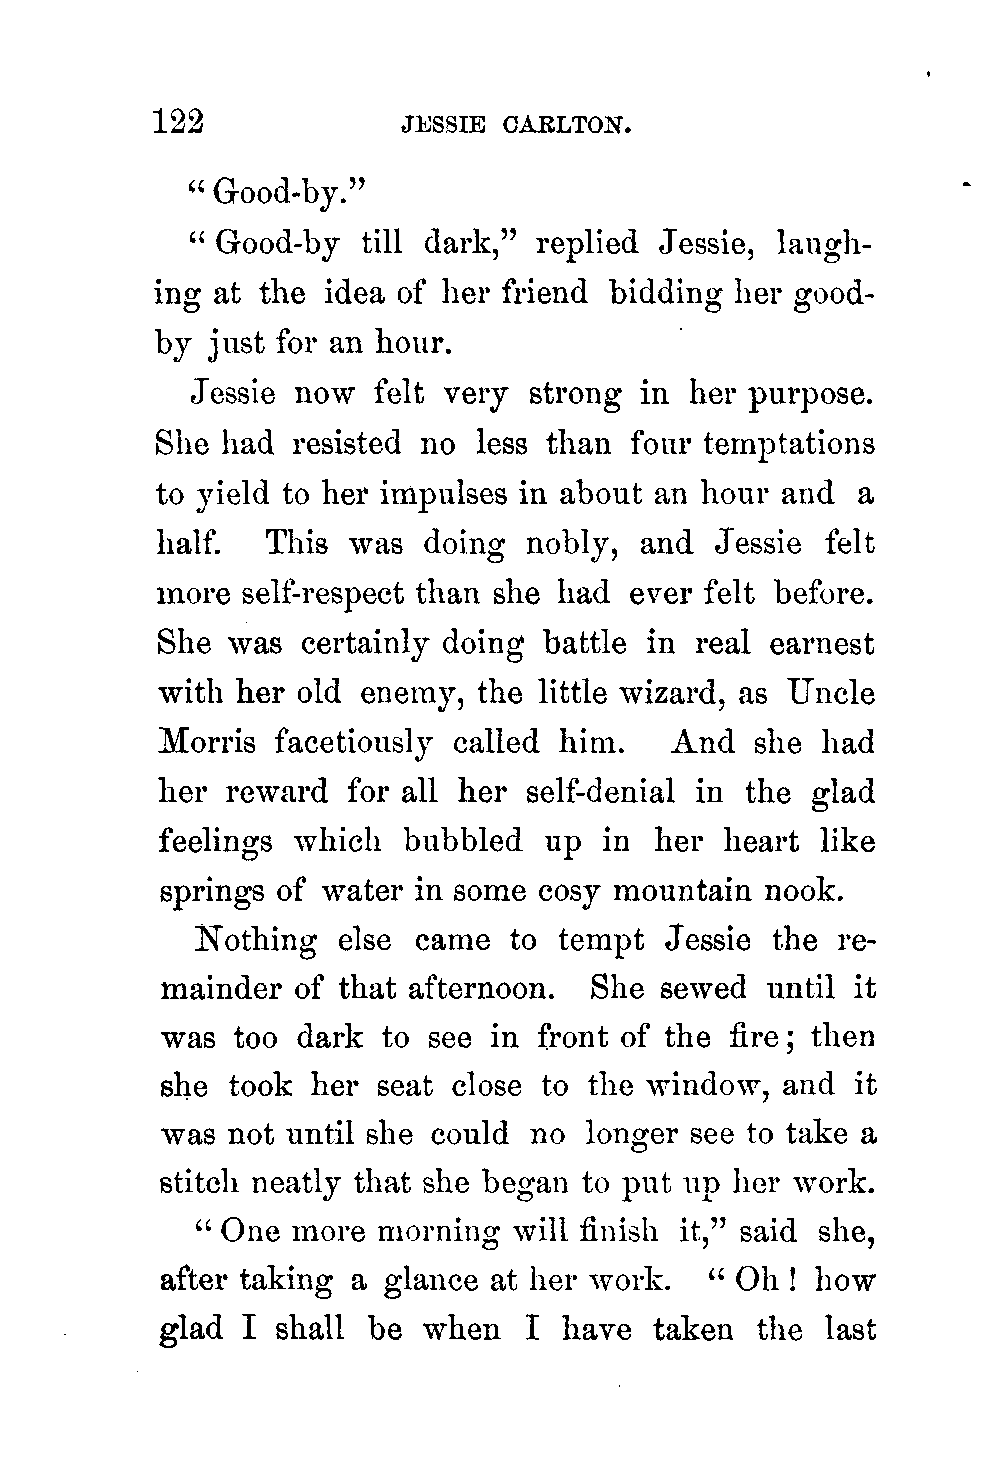 122 JESSIE CARLTON.
“Good-by.”
“Good-by till dark,” replied Jessie, laugh-
ing at the idea of her friend bidding her good-
by just for an hour.
Jessie now felt very strong in her purpose.
She had resisted no less than four temptations
to yield to her impulses in about an hour and a
half. This was doing nobly, and Jessie felt
more self-respect than she had ever felt before.
She was certainly doing battle in real earnest
with her old enemy, the little wizard, as Uncle
Morris facetiously called him. And she had
her reward for all her self-denial in the glad
feelings which bubbled up in her heart like
springs of water in some cosy mountain nook.
Nothing else came to tempt Jessie the re-
mainder of that afternoon. She sewed until it
was too dark to see in front of the fire; then
she took her seat close to the window, and it
was not until she could no longer see to take a
stitch neatly that she began to put up her work.
“One more morning will finish it,” said she,
after taking a glance at her work. “Oh! how
glad I shall be when I have taken the last